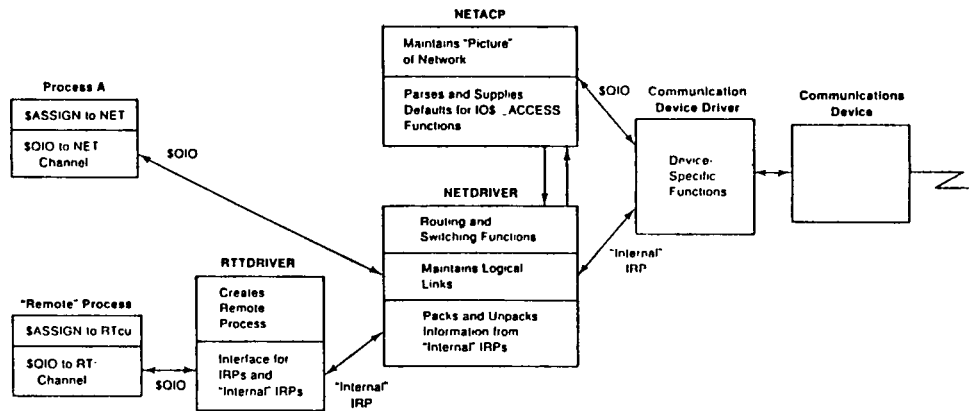 NETACP
Maintains "Picture"
of Network
Parses and Supplies
Defaults for IO$_ACCESS
Functions
Process A
$ASSIGN to NET
$QIO to NET
Channel
$QIO
$QIO
Communication
Device Driver
Device-
Specific
Functions
Communications
Device
NETDRIVER
Routing and
Switching Functions
Maintains Logical
Links
Packs and Unpacks
Information from
"Internal" IRPs
"Internal"
IRP
RTTDRIVER
Creates
Remote
Process
Interface for
IRPs and
"Internal" IRPs
"Internal"
IRP
"Remote" Process
$ASSIGN to RTcu
$QIO to RT-
Channel
$QIO